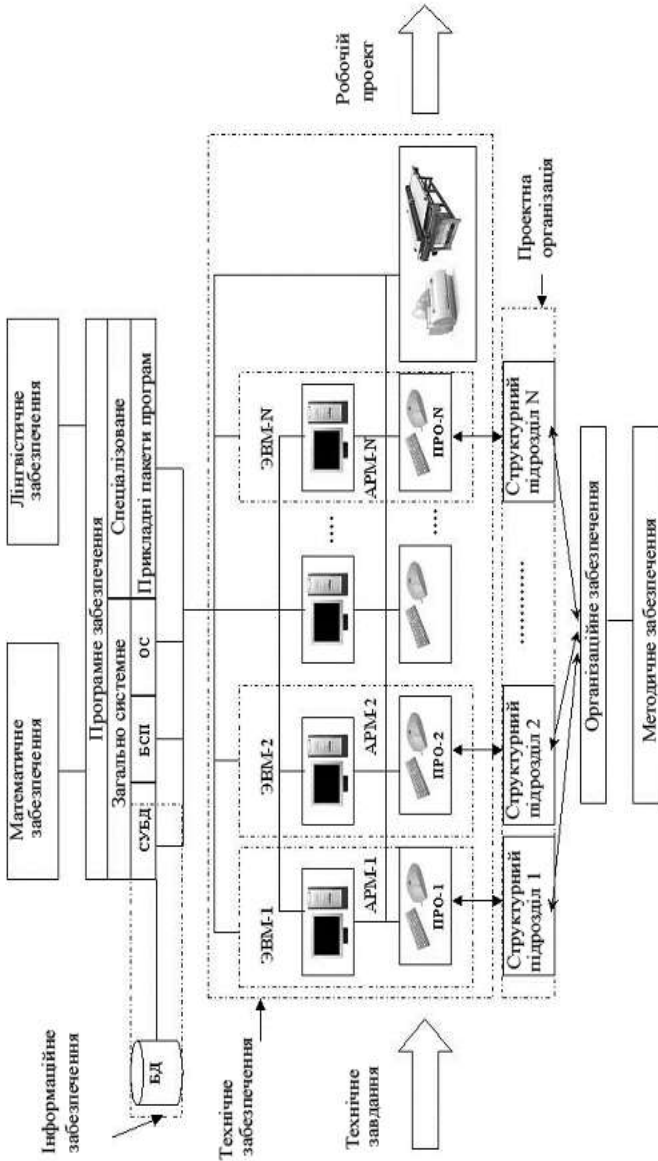 Математичне
забезпечення
Лінгвістичне
забезпечення
Програмне забезпечення
Загально системне
Спеціалізоване
СУБД
БСП
ОС
Прикладні пакети програм
Інформаційне
забезпечення
БД
Технічне
забезпечення
ЭВМ-1
ЭВМ-2
ЭВМ-N
АРМ-1
АРМ-2
.....
АРМ-N
ПРО-1
ПРО-2
.....
ПРО-N
Технічне
завдання
Робочій
проект
Проектна
організація
Структурний
підрозділ 1
Структурний
підрозділ 2
............
Структурний
підрозділ N
Організаційне забезпечення
Методичне забезпечення